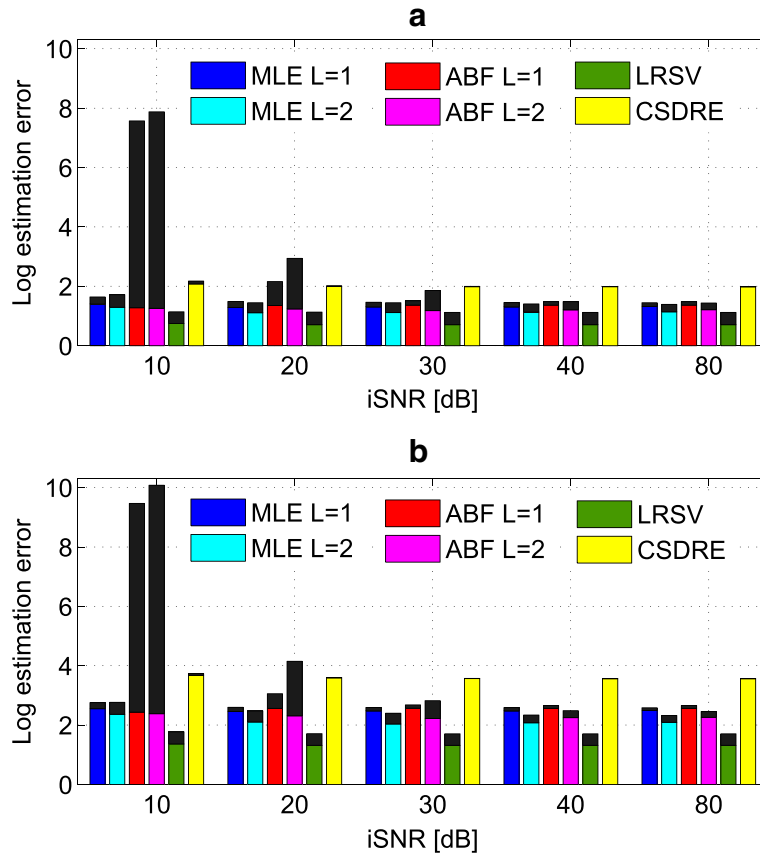 a
Log estimation error
10
8
6
4
2
0
MLE L=1 ABF L=1 LRSV
MLE L=2 ABF L=2 CSDRE
10 20 30 40 80
iSNR [dB]
b
Log estimation error
10
8
6
4
2
0
MLE L=1 ABF L=1 LRSV
MLE L=2 ABF L=2 CSDRE
10 20 30 40 80
iSNR [dB]